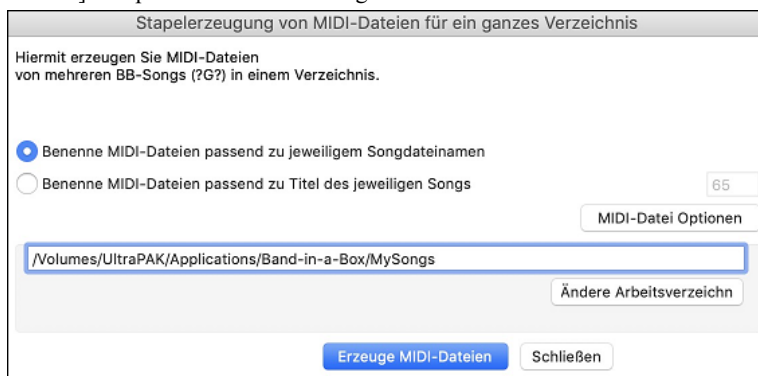 Stapelerzeugung von MIDI-Dateien für ein ganzes Verzeichnis
Hiermit erzeugen Sie MIDI-Dateien
von mehreren BB-Songs (?G?) in einem Verzeichnis.
Benenne MIDI-Dateien passend zu jeweiligem Songdateinamen
Benenne MIDI-Dateien passend zu Titel des jeweiligen Songs
65
MIDI-Datei Optionen
/Volumes/UltraPAK/Applications/Band-in-a-Box/MySongs
Ändere Arbeitsverzeichn
Erzeuge MIDI-Dateien Schließen